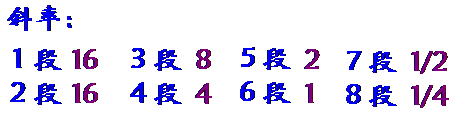 斜率：
1段 16 3段 8 5段 2 7段 1/2
2段 16 4段 4 6段 1 8段 1/4